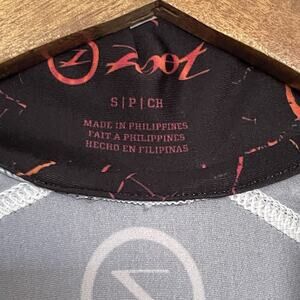 Zoot
S | P | CH
MADE IN PHILIPPINES
FAIT A PHILIPPINES
HECHO EN FILIPINAS